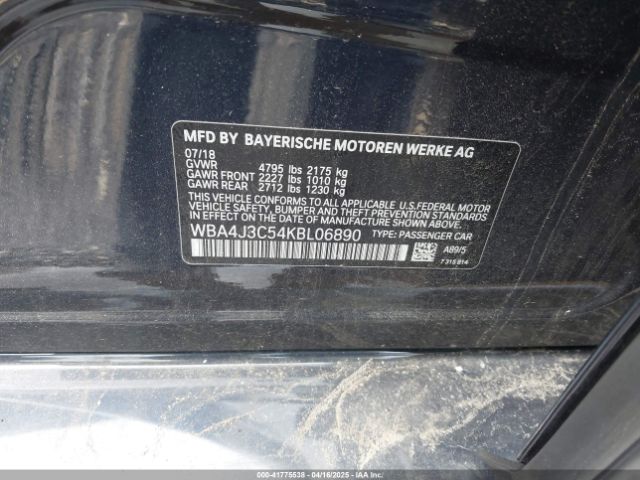 MFD BY BAYERISCHE MOTOREN WERKE AG
07/18
GVWR 4795 lbs 2175 kg
GAWR FRONT 2227 lbs 1010 kg
GAWR REAR 2712 lbs 1230 kg
THIS VEHICLE CONFORMS TO ALL APPLICABLE U.S.FEDERAL MOTOR
VEHICLE SAFETY, BUMPER AND THEFT PREVENTION STANDARDS
IN EFFECT ON THE DATE OF MANUFACTURE SHOWN ABOVE.
WBA4J3C54KBL06890 TYPE: PASSENGER CAR
A89/5
7 315 814
000-41775538 - 04/16/2025 - IAA Inc.